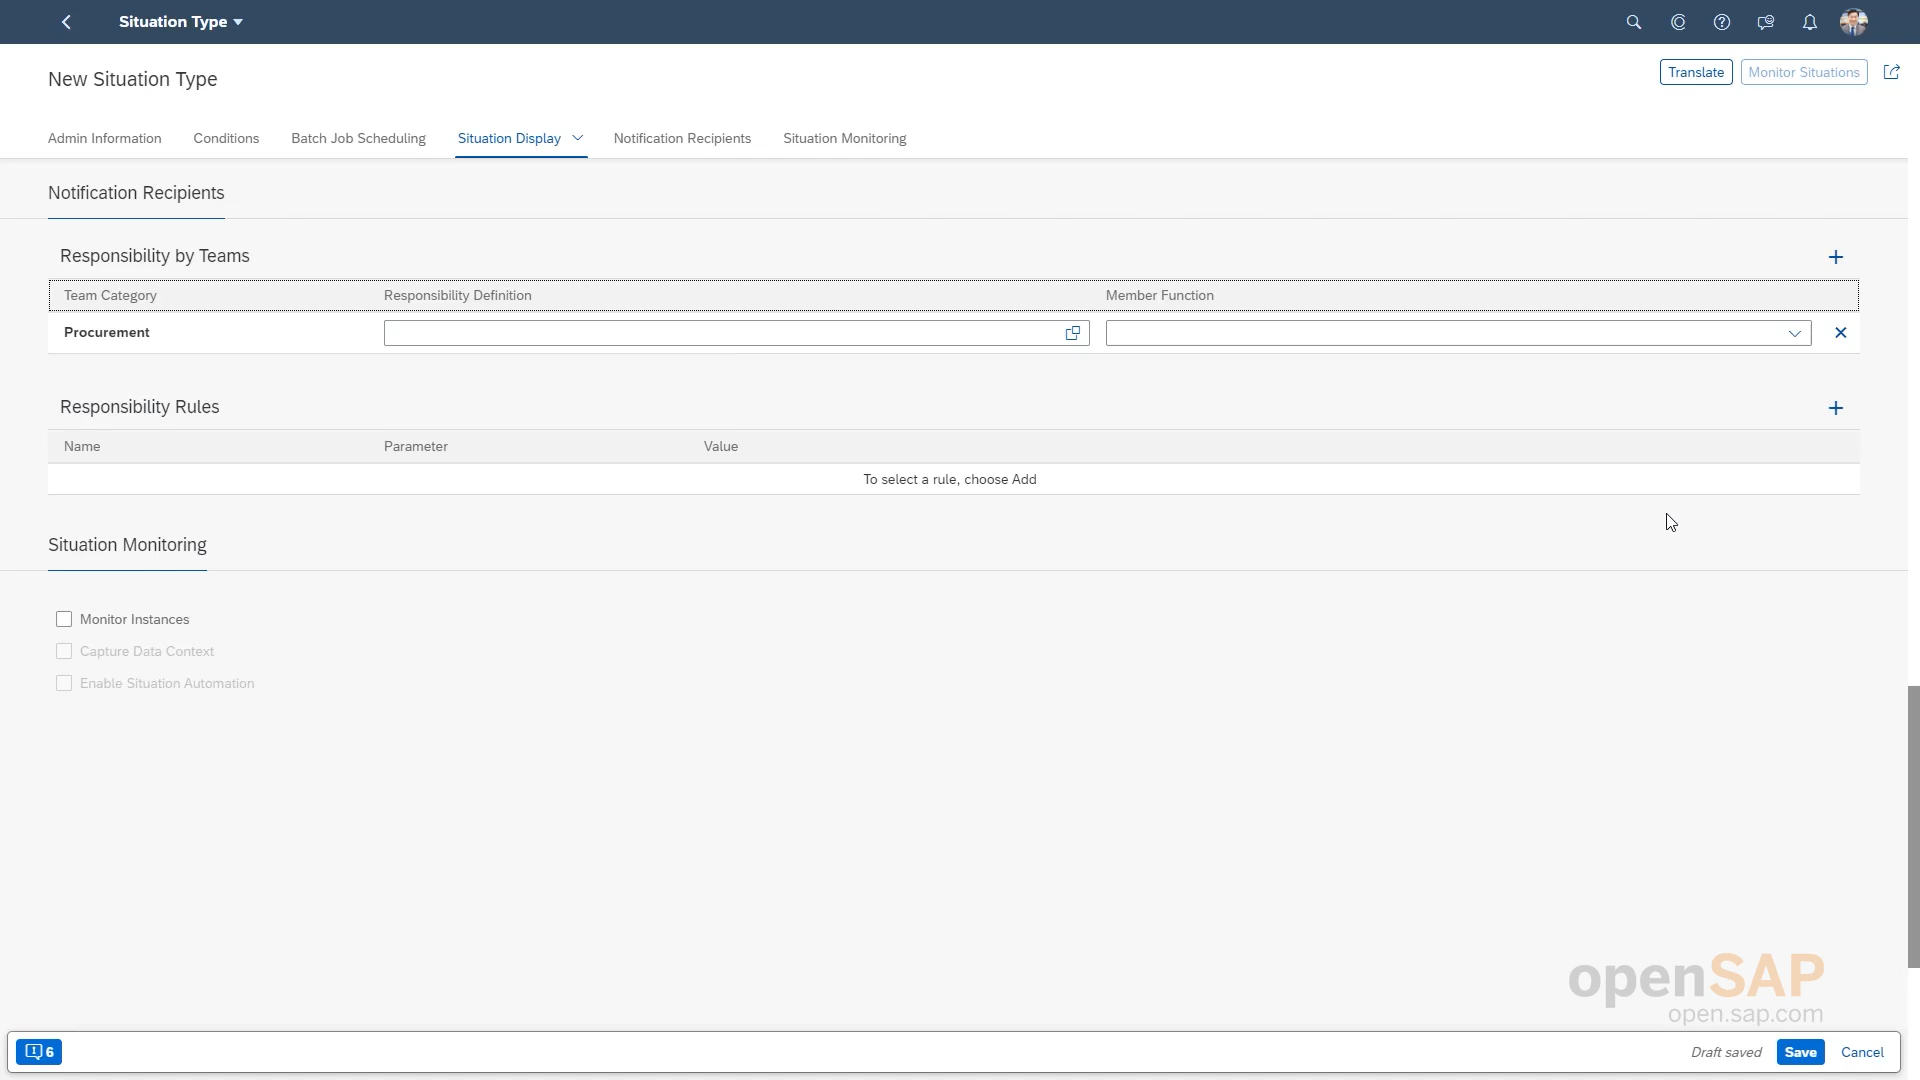 Situation Type
New Situation Type
Translate
Monitor Situations
Admin Information
Conditions
Batch Job Scheduling
Situation Display
Notification Recipients
Situation Monitoring
Notification Recipients
Responsibility by Teams
Team Category
Responsibility Definition
Member Function
Procurement
Responsibility Rules
Name
Parameter
Value
To select a rule, choose Add
Situation Monitoring
Monitor Instances
Capture Data Context
Enable Situation Automation
openSAP
open.sap.com
6
Draft saved
Save
Cancel